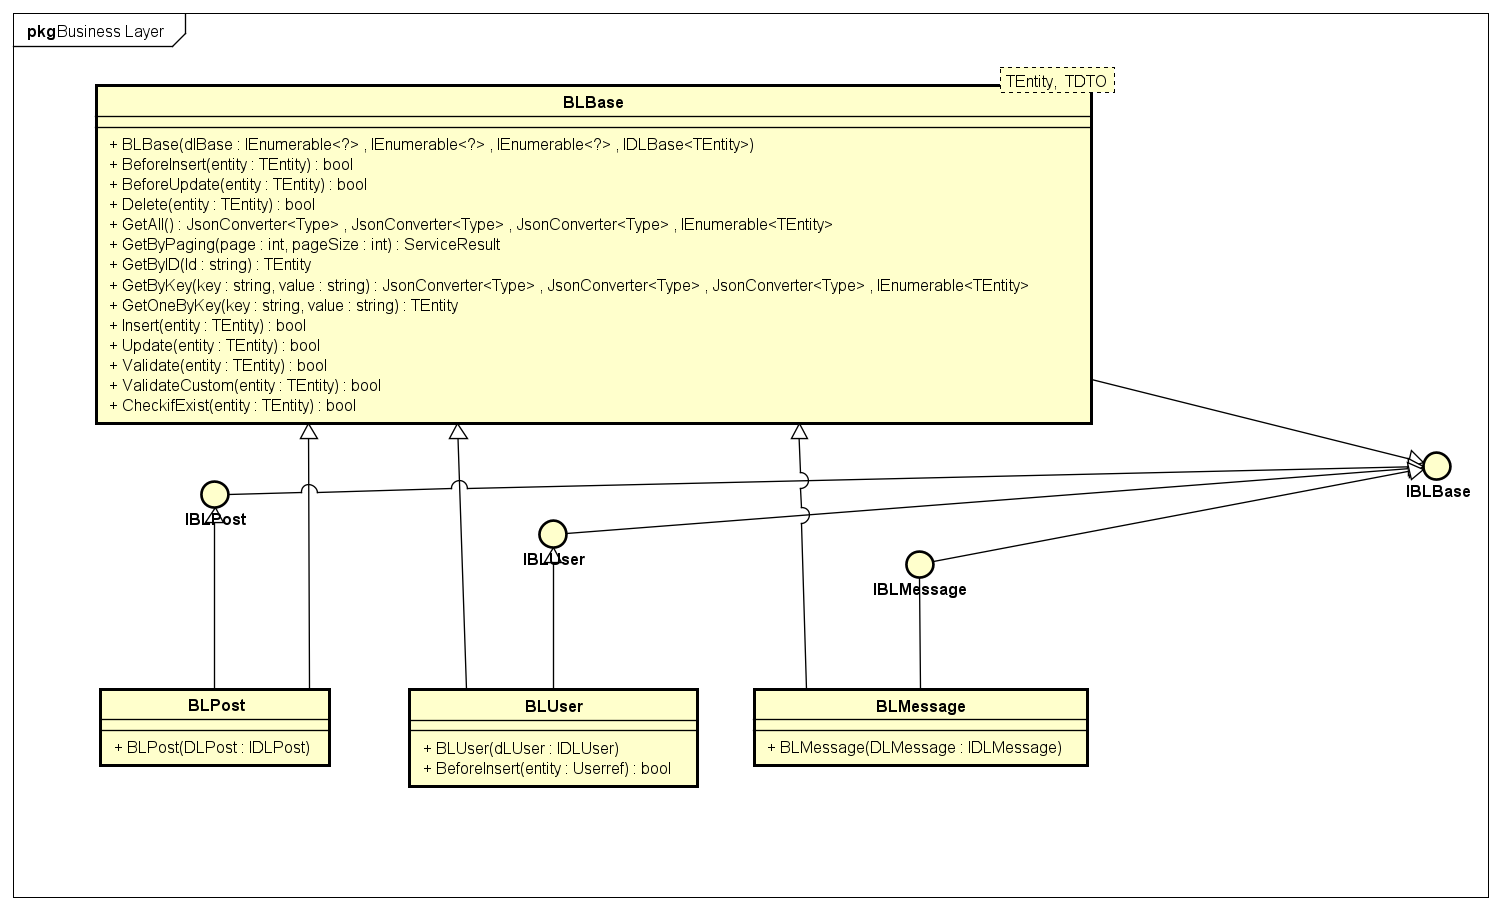 pkg Business Layer
TEntity, TDTO
BLBase
+ BLBase(dlBase : IEnumerable<?> , IEnumerable<?> , IEnumerable<?> , IDLBase<TEntity>)
+ BeforeInsert(entity : TEntity) : bool
+ BeforeUpdate(entity : TEntity) : bool
+ Delete(entity : TEntity) : bool
+ GetAll() : JsonConverter<Type> , JsonConverter<Type> , JsonConverter<Type> , IEnumerable<TEntity>
+ GetByPaging(page : int, pageSize : int) : ServiceResult
+ GetByID(Id : string) : TEntity
+ GetByKey(key : string, value : string) : JsonConverter<Type> , JsonConverter<Type> , JsonConverter<Type> , IEnumerable<TEntity>
+ GetOneByKey(key : string, value : string) : TEntity
+ Insert(entity : TEntity) : bool
+ Update(entity : TEntity) : bool
+ Validate(entity : TEntity) : bool
+ ValidateCustom(entity : TEntity) : bool
+ CheckifExist(entity : TEntity) : bool
IBLBase
IBLPost
IBLUser
IBLMessage
BLPost
+ BLPost(DLPost : IDLPost)
BLUser
+ BLUser(dLUser : IDLUser)
+ BeforeInsert(entity : Userref) : bool
BLMessage
+ BLMessage(DLMessage : IDLMessage)